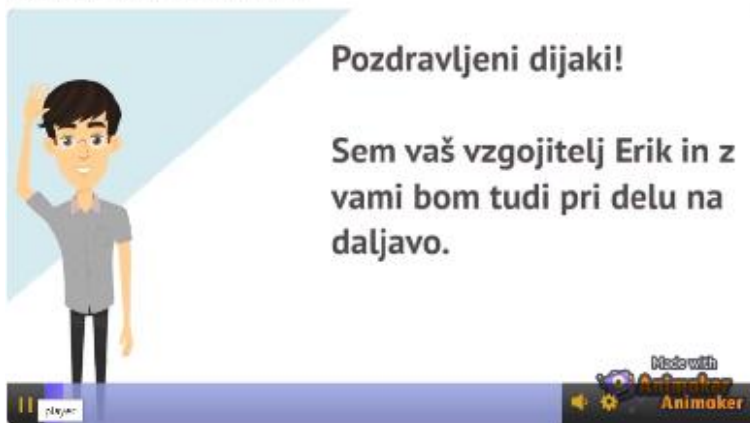 Pozdravljeni dijaki!
Sem vaš vzgojitelj Erik in z
vami bom tudi pri delu na
daljavo.
Made with
Animaker
Animaker
player